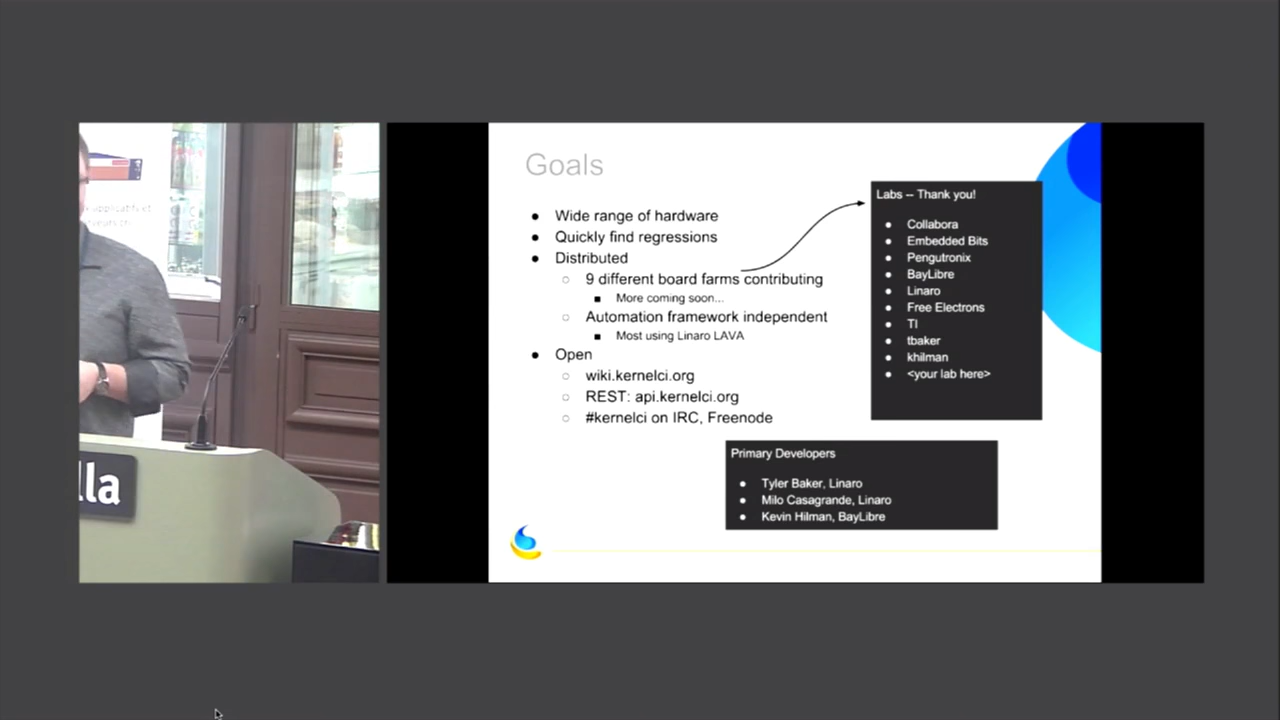 Goals
Wide range of hardware
Quickly find regressions
Distributed
9 different board farms contributing
More coming soon...
Automation framework independent
Most using Linaro LAVA
Open
wiki.kernelci.org
REST: api.kernelci.org
#kernelci on IRC, Freenode
Labs -- Thank you!
Collabora
Embedded Bits
Pengutronix
BayLibre
Linaro
Free Electrons
TI
tbaker
khilman
<your lab here>
Primary Developers
Tyler Baker, Linaro
Milo Casagrande, Linaro
Kevin Hilman, BayLibre
lla